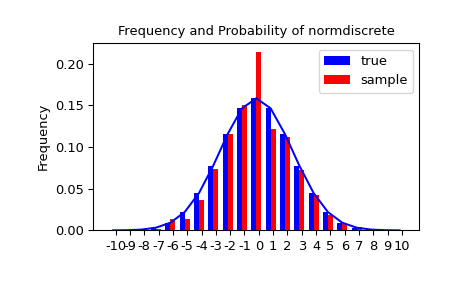 Frequency and Probability of normdiscrete
true
sample
Frequency
0.20
0.15
0.10
0.05
0.00
-10 -9 -8 -7 -6 -5 -4 -3 -2 -1 0 1 2 3 4 5 6 7 8 9 10